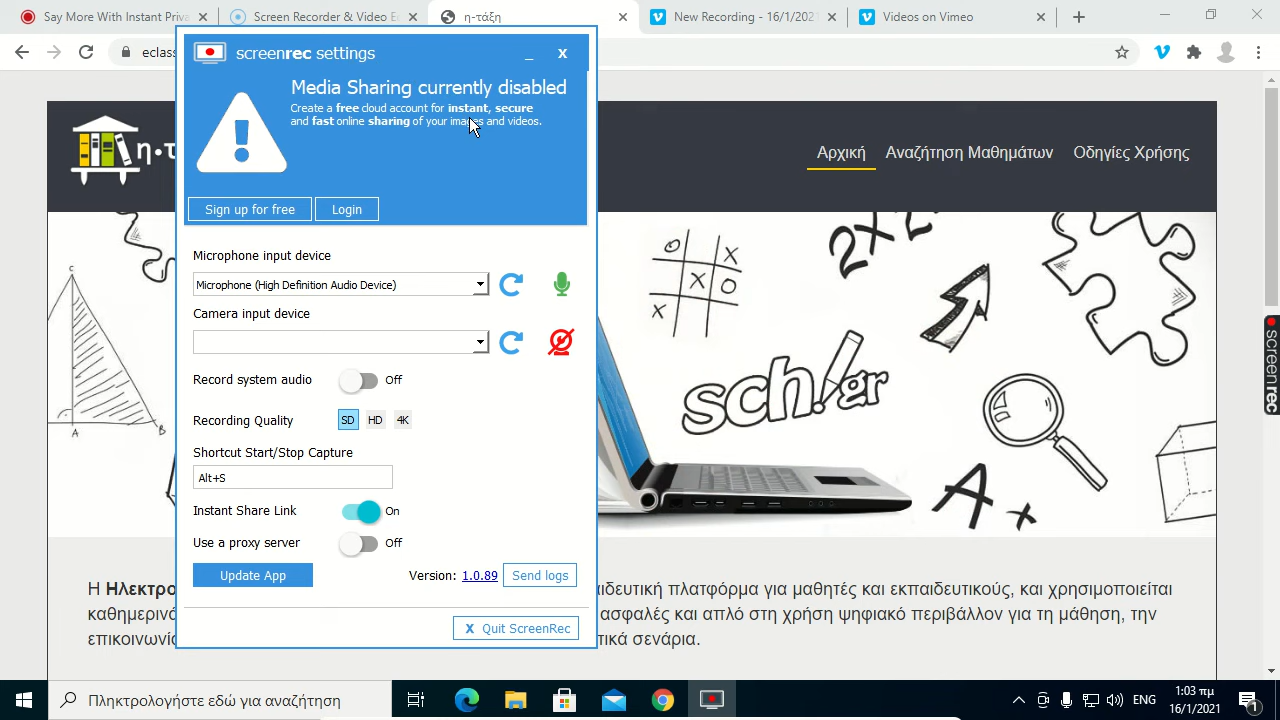 Say More With Instant Priva
Screen Recorder & Video E
η-τάξη
New Recording - 16/1/2021
Videos on Vimeo
eclass
η·τ
Αρχική
Αναζήτηση Μαθημάτων
Οδηγίες Χρήσης
screenrec settings
_
X
Media Sharing currently disabled
Create a free cloud account for instant, secure
and fast online sharing of your images and videos.
Sign up for free
Login
Microphone input device
Microphone (High Definition Audio Device)
Camera input device
Record system audio
Off
Recording Quality
SD
HD
4K
Shortcut Start/Stop Capture
Alt+S
Instant Share Link
On
Use a proxy server
Off
Update App
Version: 1.0.89
Send logs
X Quit ScreenRec
C
A
B
O
X
X
O
X
2x2
sch.gr
A+
screenrec
Η Ηλεκτρο
ιδευτική πλατφόρμα για μαθητές και εκπαιδευτικούς, και χρησιμοποιείται
καθημερινά
ασφαλές και απλό στη χρήση ψηφιακό περιβάλλον για τη μάθηση, την
επικοινωνία
τικά σενάρια.
Πληκτρολογήστε εδώ για αναζήτηση
ENG
1:03 πμ
16/1/2021
1